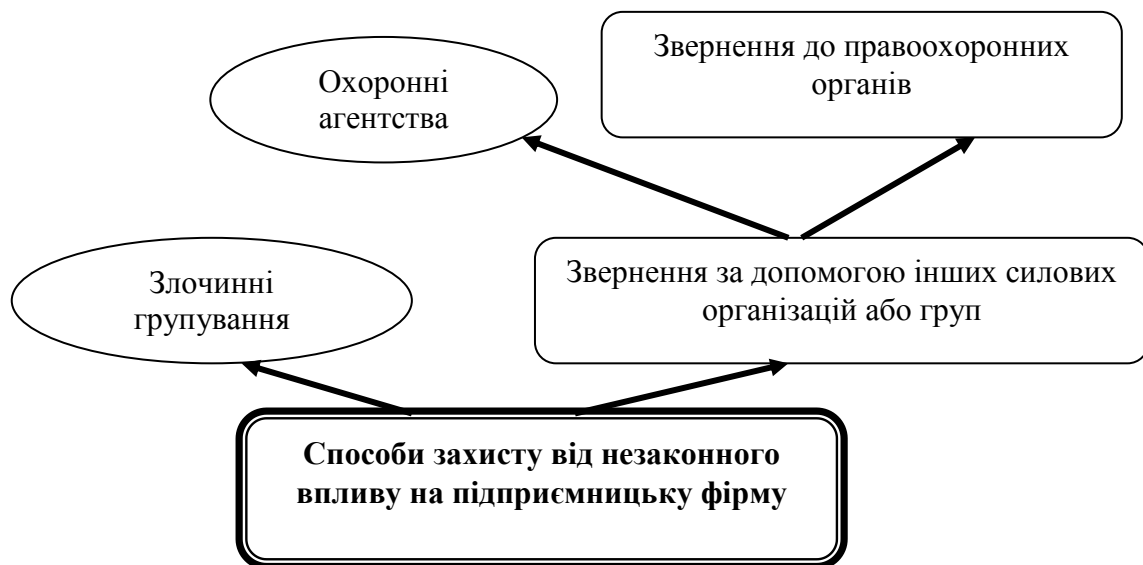 Охоронні
агентства
Звернення до правоохоронних
органів
Злочинні
групування
Звернення за допомогою інших силових
організацій або груп
Способи захисту від незаконного
впливу на підприємницьку фірму